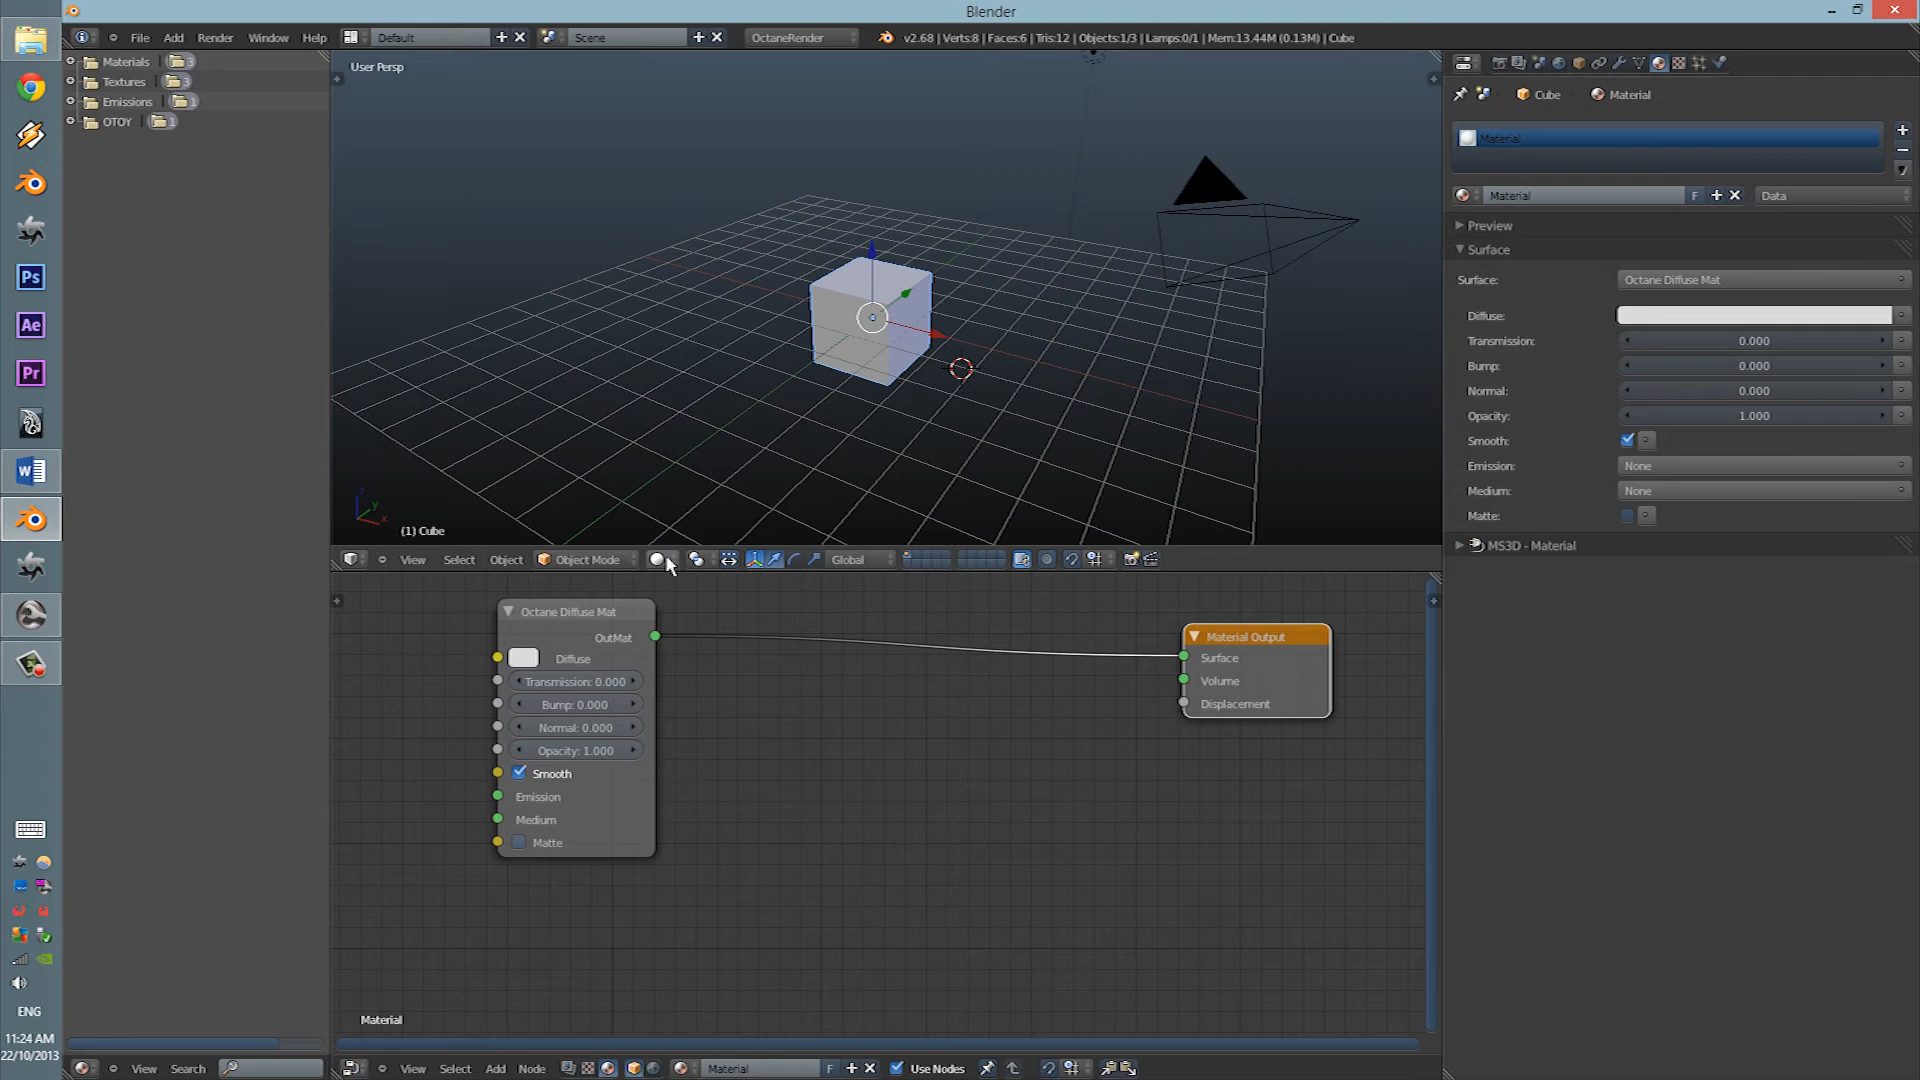 Blender
File Add Render Window Help Default Scene OctaneRender v2.68 | Verts:8 | Faces:6 | Tris:12 | Objects:1/3 | Lamps:0/1 | Mem:13.44M (0.13M) | Cube
Materials 3
Textures 3
Emissions 1
OTOY 1
User Persp
(1) Cube
View Select Object Object Mode Global
Octane Diffuse Mat
OutMat
Diffuse
Transmission: 0.000
Bump: 0.000
Normal: 0.000
Opacity: 1.000
Smooth
Emission
Medium
Matte
Material Output
Surface
Volume
Displacement
Material
View Search
View Select Add Node Material F Use Nodes
Cube Material
Material
Material F Data
Preview
Surface
Surface: Octane Diffuse Mat
Diffuse:
Transmission: 0.000
Bump: 0.000
Normal: 0.000
Opacity: 1.000
Smooth:
Emission: None
Medium: None
Matte:
MS3D - Material
Ps
Ae
Pr
W
ENG
11:24 AM
22/10/2013